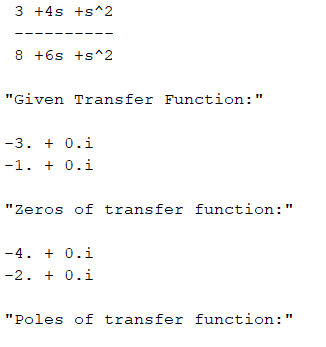 3 +4s +s^2
----------
8 +6s +s^2
"Given Transfer Function:"
-3. + 0.i
-1. + 0.i
"Zeros of transfer function:"
-4. + 0.i
-2. + 0.i
"Poles of transfer function:"